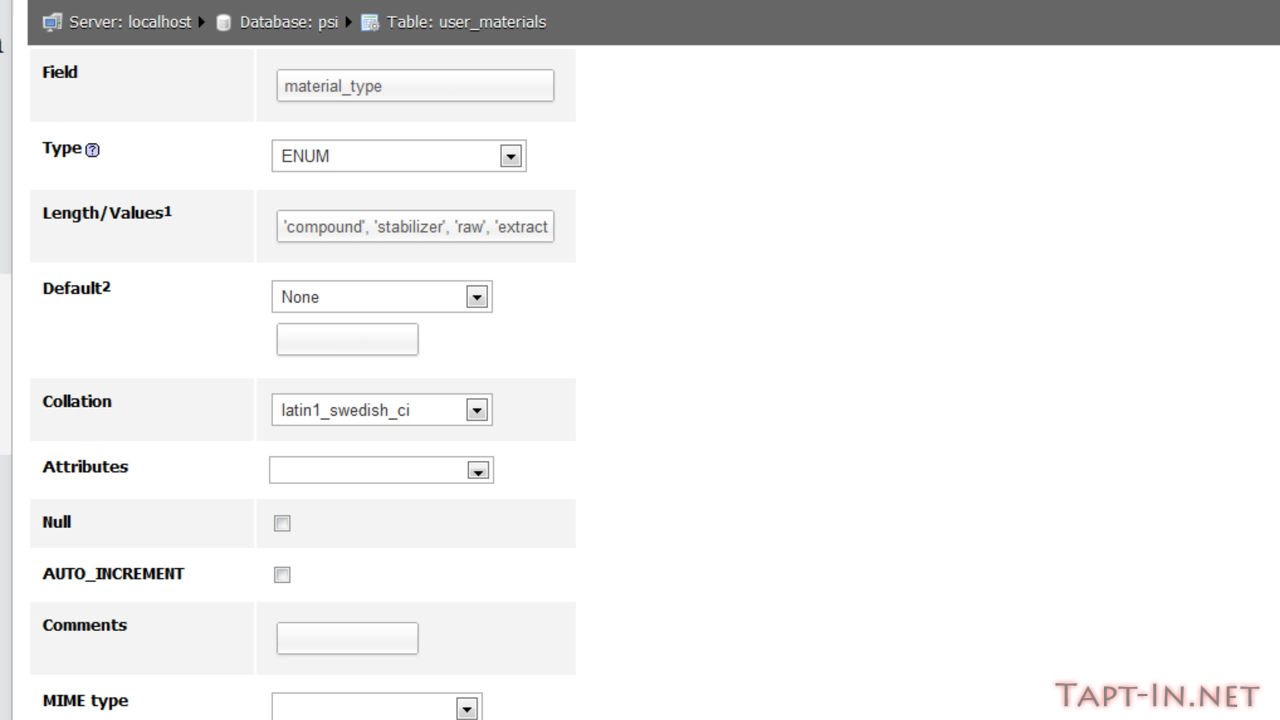 Server: localhost Database: psi Table: user_materials
Field material_type
Type ENUM
Length/Values1 'compound', 'stabilizer', 'raw', 'extract
Default2 None
Collation latin1_swedish_ci
Attributes
Null
AUTO_INCREMENT
Comments
MIME type
TAPT-IN.NET